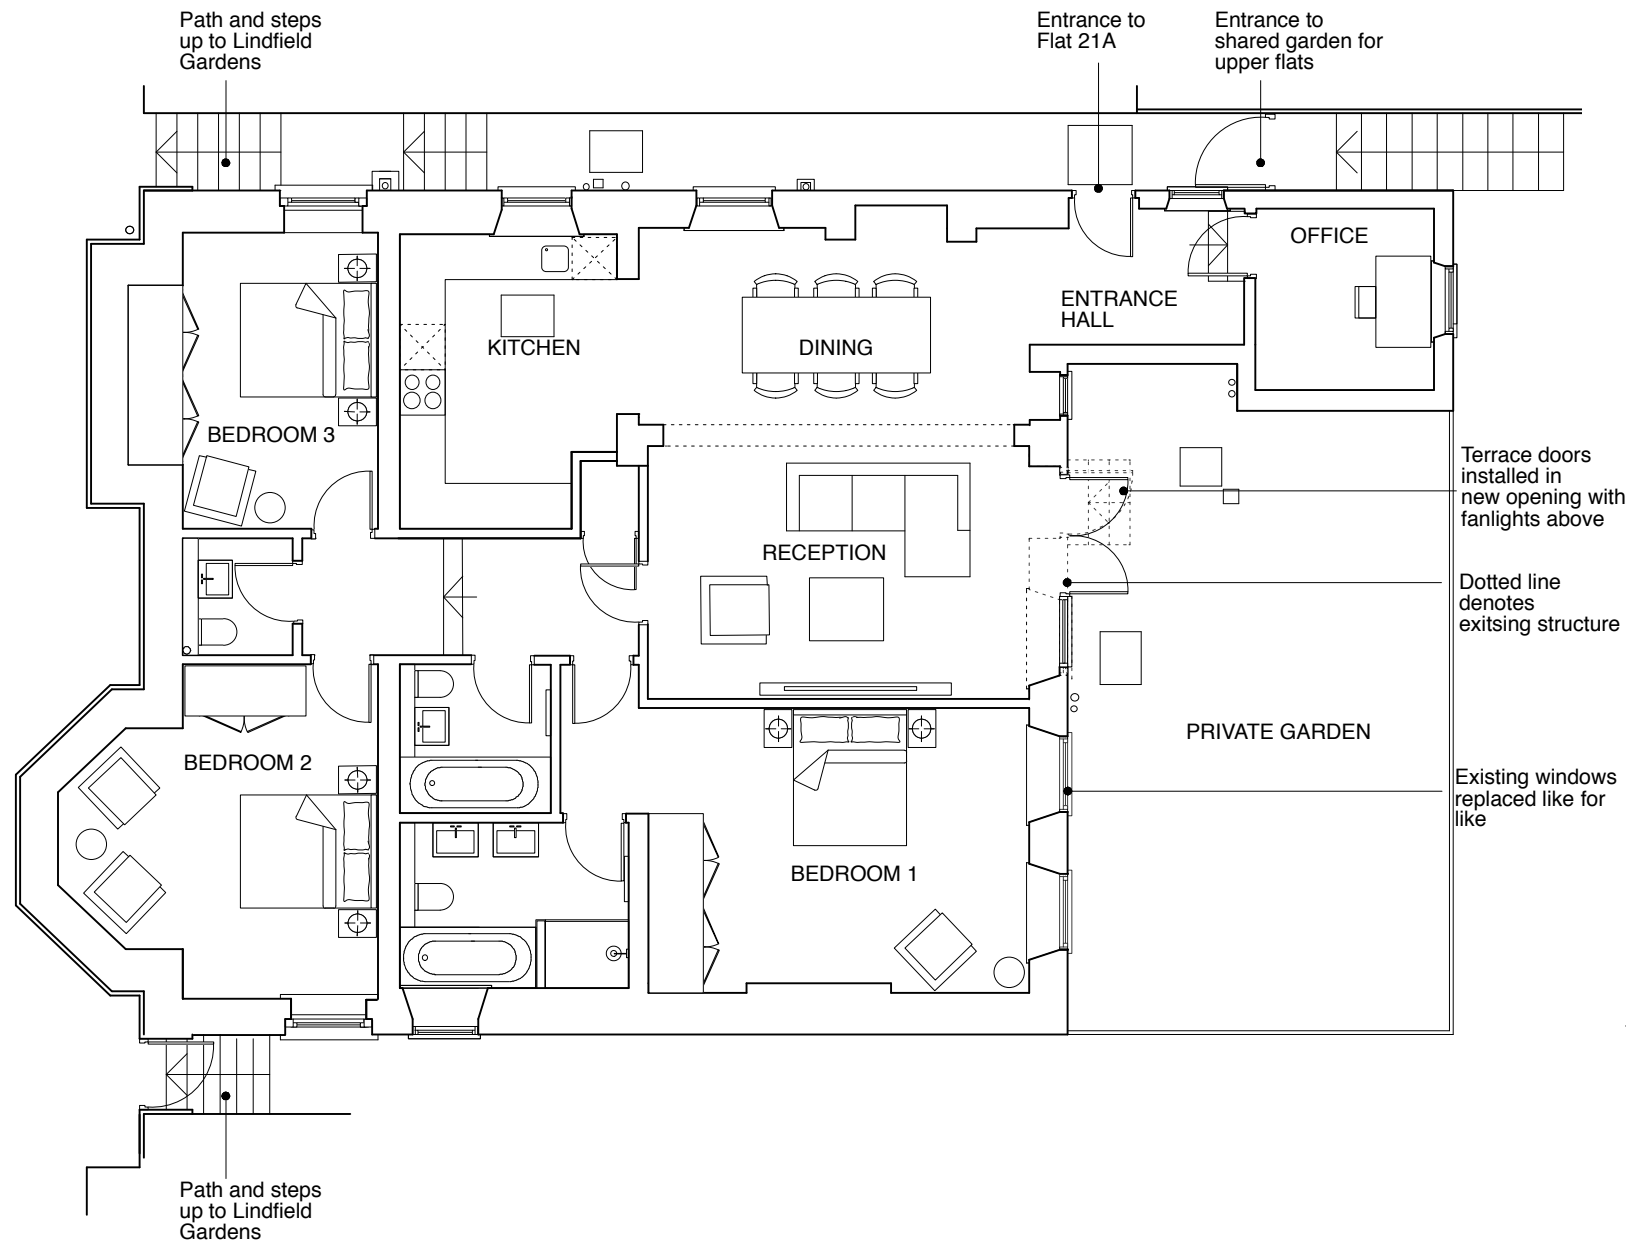 Path and steps
up to Lindfield
Gardens
Entrance to
Flat 21A
Entrance to
shared garden for
upper flats
OFFICE
ENTRANCE
HALL
KITCHEN
DINING
BEDROOM 3
Terrace doors
installed in
new opening with
fanlights above
RECEPTION
Dotted line
denotes
exitsing structure
PRIVATE GARDEN
BEDROOM 2
Existing windows
replaced like for
like
BEDROOM 1
Path and steps
up to Lindfield
Gardens